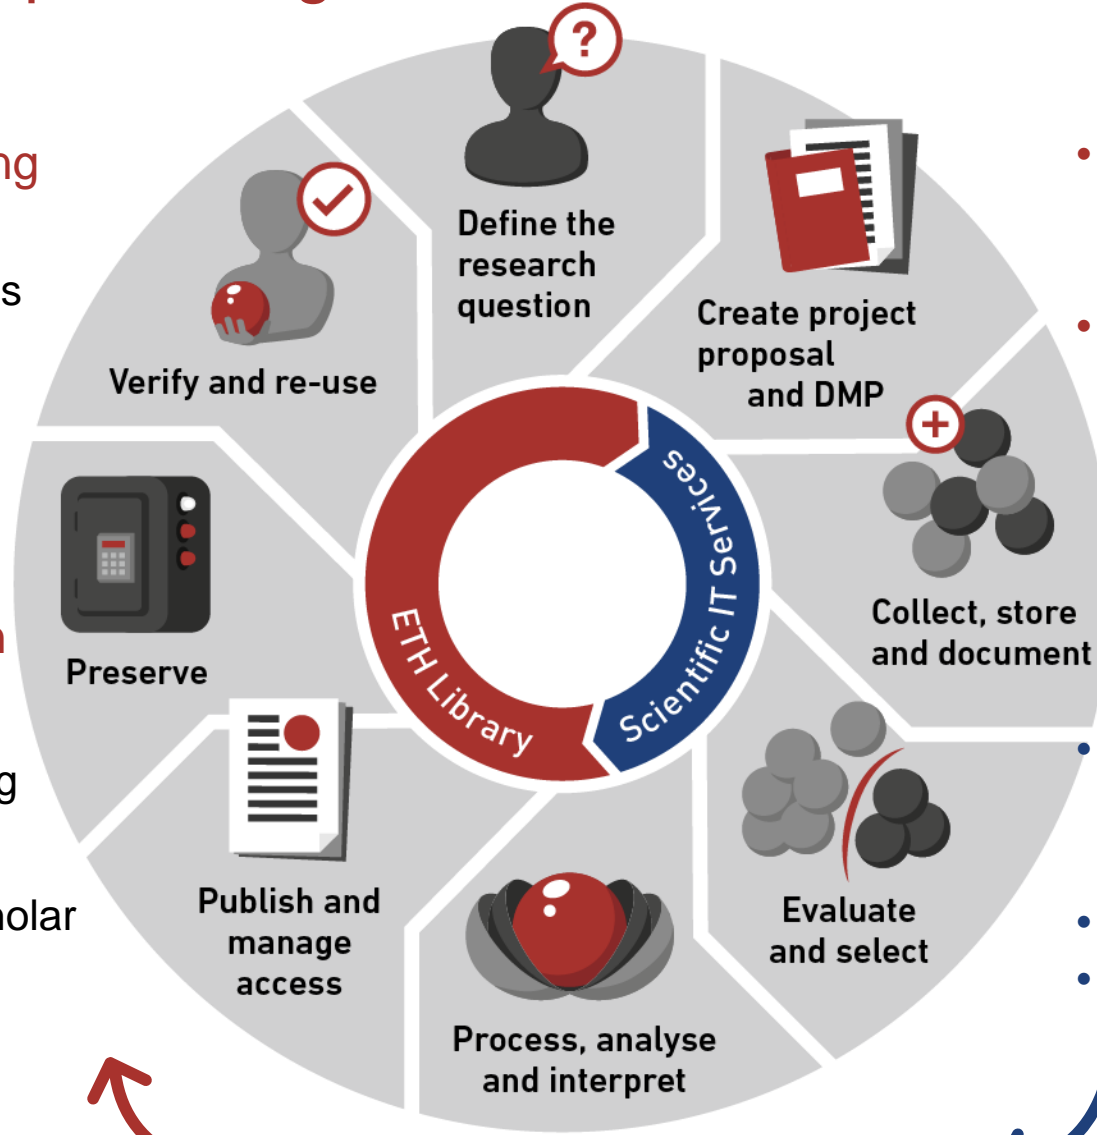 ?
Define the
research
question
Create project
proposal
and DMP
Collect, store
and document
Evaluate
and select
Process, analyse
and interpret
Publish and
manage
access
Preserve
Verify and re-use
ETH Library
Scientific IT Services